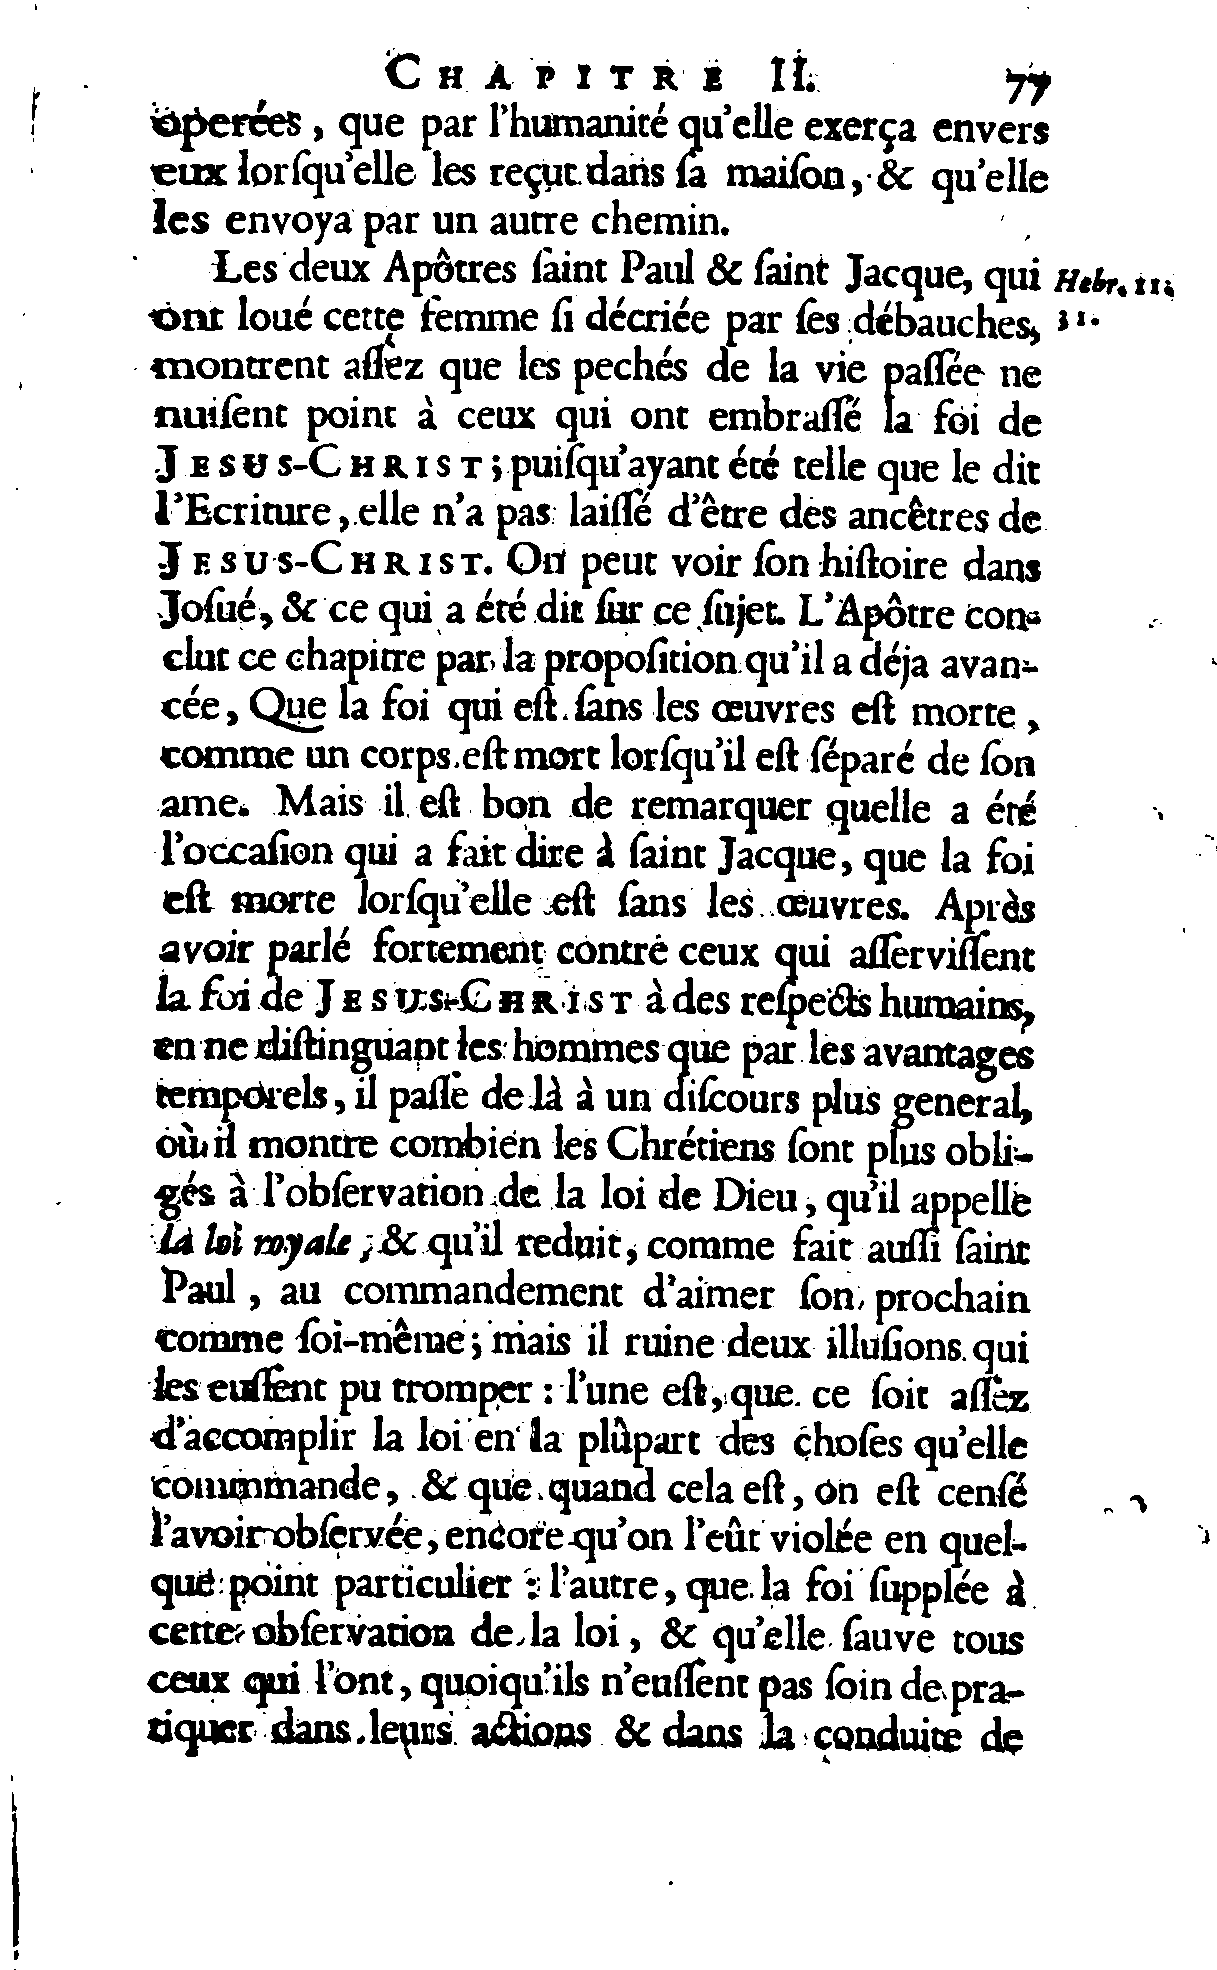 CHAPITRE II. 77
operées, que par l'humanité qu'elle exerça envers
eux lorſqu'elle les reçut dans ſa maiſon, & qu'elle
les envoya par un autre chemin.
Les deux Apôtres ſaint Paul & ſaint Jacque, qui Hebr. 11.
ont loué cette femme ſi décriée par ſes débauches, 31.
montrent aſſez que les pechés de la vie paſſée ne
nuiſent point à ceux qui ont embraſſé la foi de
JESUS-CHRIST; puiſqu'ayant été telle que le dit
l'Ecriture, elle n'a pas laiſſé d'être des ancêtres de
JESUS-CHRIST. On peut voir ſon hiſtoire dans
Joſué, & ce qui a été dit ſur ce ſujet. L'Apôtre con-
clut ce chapitre par la propoſition qu'il a déja avan-
cée, Que la foi qui eſt ſans les œuvres eſt morte,
comme un corps eſt mort lorſqu'il eſt ſéparé de ſon
ame. Mais il eſt bon de remarquer quelle a été
l'occaſion qui a fait dire à ſaint Jacque, que la foi
eſt morte lorſqu'elle eſt ſans les œuvres. Après
avoir parlé fortement contre ceux qui aſſerviſſent
la foi de JESUS-CHRIST à des reſpects humains,
en ne diſtinguant les hommes que par les avantages
temporels, il paſſe de là à un diſcours plus general,
où il montre combien les Chrétiens ſont plus obli-
gés à l'obſervation de la loi de Dieu, qu'il appelle
la loi royale; & qu'il reduit, comme fait auſſi ſaint
Paul, au commandement d'aimer ſon prochain
comme ſoi-même; mais il ruine deux illuſions qui
les euſſent pu tromper : l'une eſt, que ce ſoit aſſez
d'accomplir la loi en la plûpart des choſes qu'elle
commmande, & que quand cela eſt, on eſt cenſé
l'avoir obſervée, encore qu'on l'eût violée en quel-
que point particulier : l'autre, que la foi ſupplée à
cette obſervation de la loi, & qu'elle ſauve tous
ceux qui l'ont, quoiqu'ils n'euſſent pas ſoin de pra-
tiquer dans leurs actions & dans la conduite de